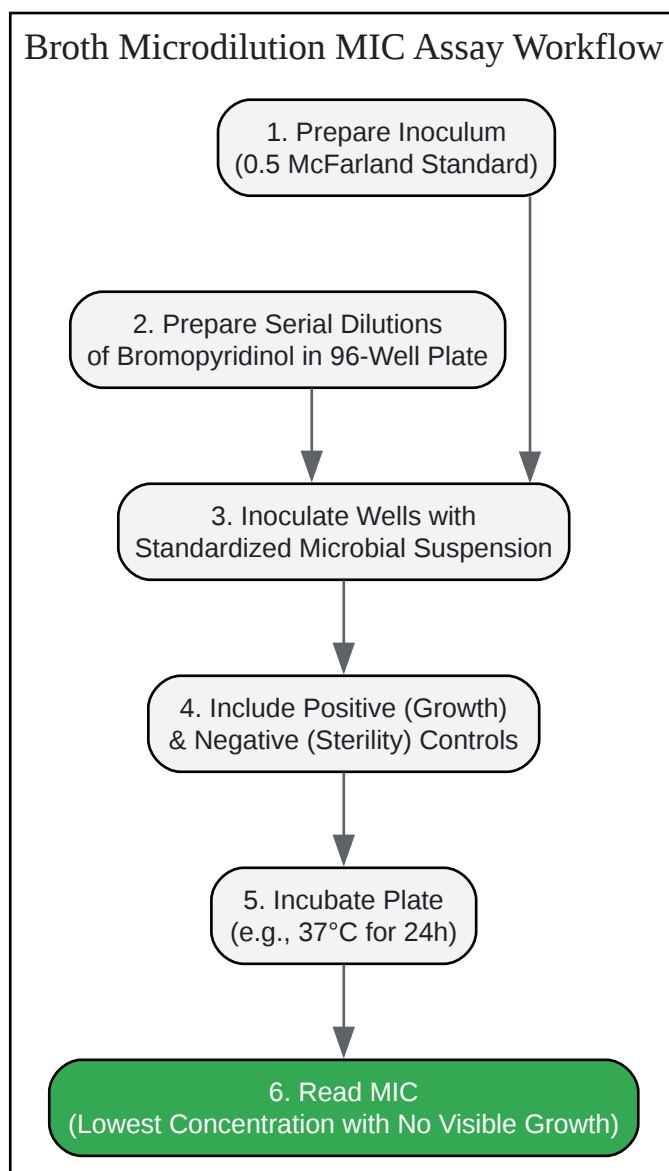 Broth Microdilution MIC Assay Workflow
1. Prepare Inoculum
(0.5 McFarland Standard)
2. Prepare Serial Dilutions
of Bromopyridinol in 96-Well Plate
3. Inoculate Wells with
Standardized Microbial Suspension
4. Include Positive (Growth)
& Negative (Sterility) Controls
5. Incubate Plate
(e.g., 37°C for 24h)
6. Read MIC
(Lowest Concentration with No Visible Growth)